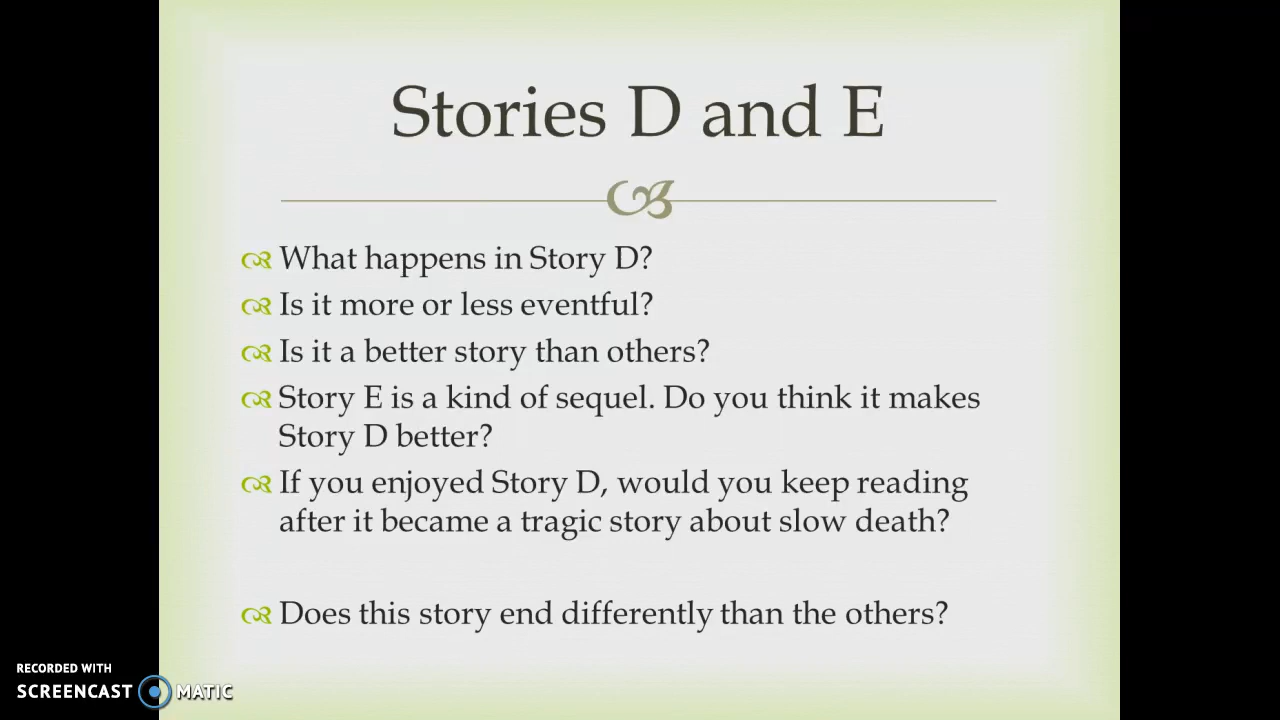 Stories D and E
What happens in Story D?
Is it more or less eventful?
Is it a better story than others?
Story E is a kind of sequel. Do you think it makes
Story D better?
If you enjoyed Story D, would you keep reading
after it became a tragic story about slow death?
Does this story end differently than the others?
RECORDED WITH
SCREENCAST MATIC